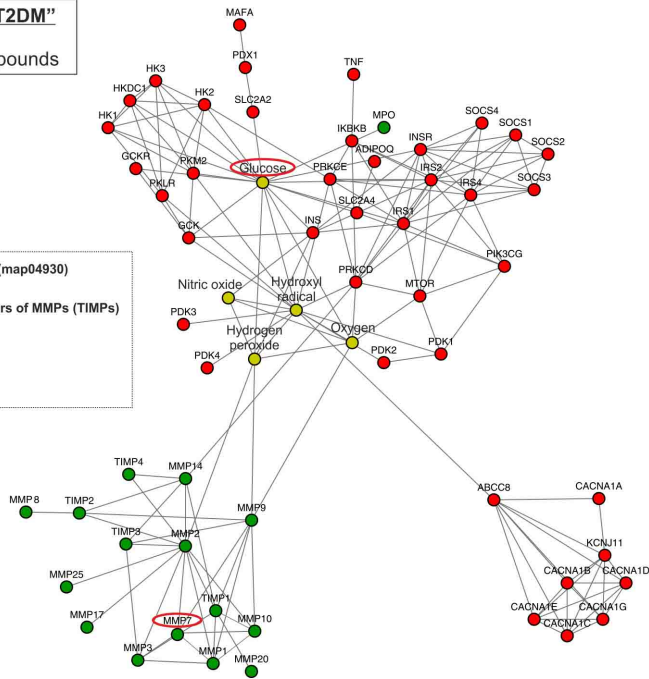 T2DM”
pounds
MAFA
PDX1
TNF
HK3
HKDC1
HK2
SLC2A2
HK1
MPO
IKBKB
SOCS4
SOCS1
INSR
SOCS2
ADIPOQ
GCKR
PKM2
Glucose
PRKCE
IRS2
IRS4
SOCS3
PKLR
SLC2A4
IRS1
GCK
INS
(map04930)
PRKCD
PIK3CG
Nitric oxide
Hydroxyl
radical
MTOR
rs of MMPs (TIMPs)
PDK3
Hydrogen
peroxide
Oxygen
PDK4
PDK2
PDK1
TIMP4
MMP14
MMP8
TIMP2
MMP9
ABCC8
CACNA1A
TIMP3
MMP2
KCNJ11
MMP25
CACNA1B
CACNA1D
TIMP1
MMP17
MMP7
MMP10
CACNA1E
CACNA1G
CACNA1C
MMP3
MMP1
MMP20